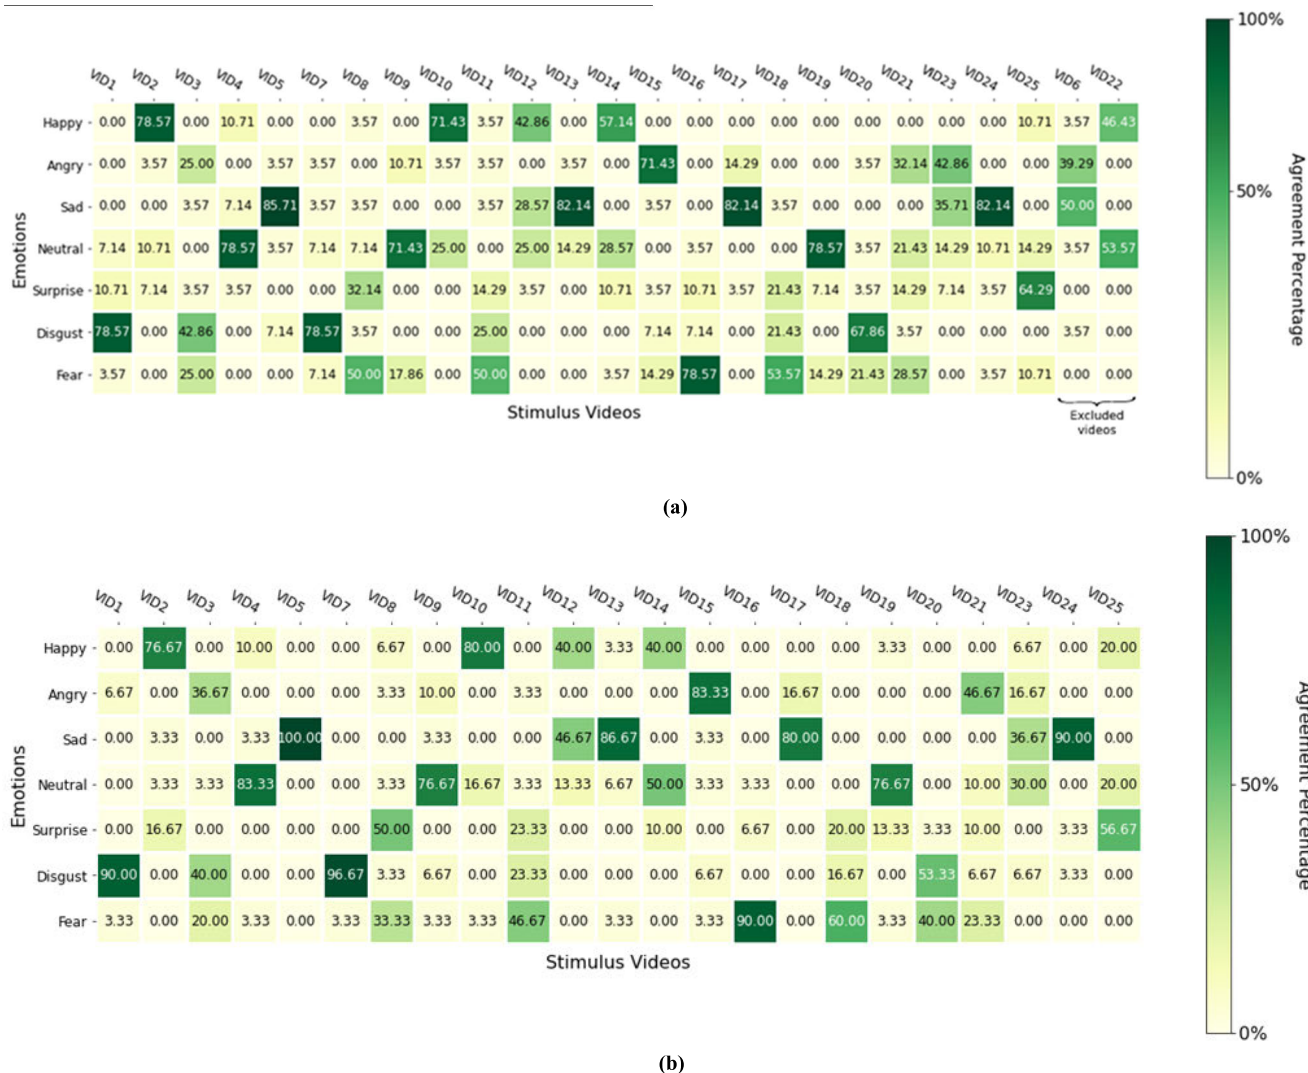 100%
VID1 VID2 VID3 VID4 VID5 VID7 VID8 VID9 VID10 VID11 VID12 VID13 VID14 VID15 VID16 VID17 VID18 VID19 VID20 VID21 VID23 VID24 VID25 VID6 VID22
Happy 0.00 78.57 0.00 10.71 0.00 0.00 3.57 0.00 71.43 3.57 42.86 0.00 57.14 0.00 0.00 0.00 0.00 0.00 0.00 0.00 0.00 0.00 10.71 3.57 46.43
Angry 0.00 3.57 25.00 0.00 3.57 3.57 0.00 10.71 3.57 3.57 0.00 3.57 0.00 71.43 0.00 14.29 0.00 0.00 3.57 32.14 42.86 0.00 0.00 39.29 0.00
50%
Sad 0.00 0.00 3.57 7.14 85.71 3.57 3.57 0.00 0.00 3.57 28.57 82.14 0.00 3.57 0.00 82.14 3.57 0.00 0.00 0.00 35.71 82.14 0.00 50.00 0.00
Neutral 7.14 10.71 0.00 78.57 3.57 7.14 7.14 71.43 25.00 0.00 25.00 14.29 28.57 0.00 3.57 0.00 0.00 78.57 3.57 21.43 14.29 10.71 14.29 3.57 53.57
Surprise 10.71 7.14 3.57 3.57 0.00 0.00 32.14 0.00 0.00 14.29 3.57 0.00 10.71 3.57 10.71 3.57 21.43 7.14 3.57 14.29 7.14 3.57 64.29 0.00 0.00
Disgust 78.57 0.00 42.86 0.00 7.14 78.57 3.57 0.00 0.00 25.00 0.00 0.00 0.00 7.14 7.14 0.00 21.43 0.00 67.86 3.57 0.00 0.00 0.00 3.57 0.00
Fear 3.57 0.00 25.00 0.00 0.00 7.14 50.00 17.86 0.00 50.00 0.00 0.00 3.57 14.29 78.57 0.00 53.57 14.29 21.43 28.57 0.00 3.57 10.71 0.00 0.00
Emotions
Agreement Percentage
Stimulus Videos
Excluded
videos
0%
(a)
100%
VID1 VID2 VID3 VID4 VID5 VID7 VID8 VID9 VID10 VID11 VID12 VID13 VID14 VID15 VID16 VID17 VID18 VID19 VID20 VID21 VID23 VID24 VID25
Happy 0.00 76.67 0.00 10.00 0.00 0.00 6.67 0.00 80.00 0.00 40.00 3.33 40.00 0.00 0.00 0.00 0.00 3.33 0.00 0.00 6.67 0.00 20.00
Angry 6.67 0.00 36.67 0.00 0.00 0.00 3.33 10.00 0.00 3.33 0.00 0.00 0.00 83.33 0.00 16.67 0.00 0.00 0.00 46.67 16.67 0.00 0.00
Sad 0.00 3.33 0.00 3.33 100.00 0.00 0.00 3.33 0.00 0.00 46.67 86.67 0.00 3.33 0.00 80.00 0.00 0.00 0.00 0.00 36.67 90.00 0.00
50%
Neutral 0.00 3.33 3.33 83.33 0.00 0.00 3.33 76.67 16.67 3.33 13.33 6.67 50.00 3.33 3.33 0.00 0.00 76.67 0.00 10.00 30.00 0.00 20.00
Surprise 0.00 16.67 0.00 0.00 0.00 0.00 50.00 0.00 0.00 23.33 0.00 0.00 10.00 0.00 6.67 0.00 20.00 13.33 3.33 10.00 0.00 3.33 56.67
Disgust 90.00 0.00 40.00 0.00 0.00 96.67 3.33 6.67 0.00 23.33 0.00 0.00 0.00 6.67 0.00 0.00 16.67 0.00 53.33 6.67 6.67 3.33 0.00
Fear 3.33 0.00 20.00 3.33 0.00 3.33 33.33 3.33 3.33 46.67 0.00 3.33 0.00 3.33 90.00 0.00 60.00 3.33 40.00 23.33 0.00 0.00 0.00
Emotions
Agreement Percentage
Stimulus Videos
0%
(b)